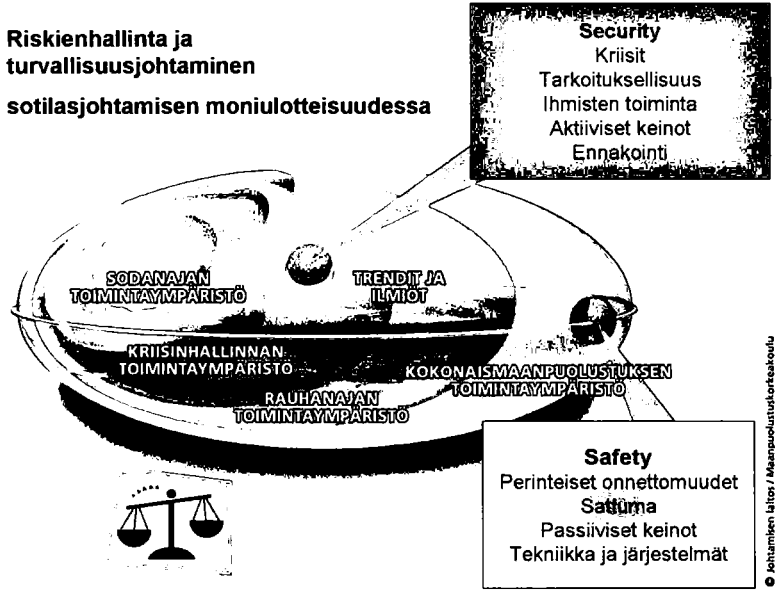 Riskienhallinta ja
turvallisuusjohtaminen
sotilasjohtamisen moniulotteisuudessa
Security
Kriisit
Tarkoituksellisuus
Ihmisten toiminta
Aktiiviset keinot
Ennakointi
SODANAJAN
TOIMINTAYMPÄRISTÖ
TRENDIT JA
ILMIÖT
KRIISINHALLINNAN
TOIMINTAYMPÄRISTÖ
KOKONAISMAANPUOLUSTUKSEN
TOIMINTAYMPÄRISTÖ
RAUHANAJAN
TOIMINTAYMPÄRISTÖ
Safety
Perinteiset onnettomuudet
Sattuma
Passiiviset keinot
Tekniikka ja järjestelmät
© Johtamisen laitos / Maanpuolustuskorkeakoulu